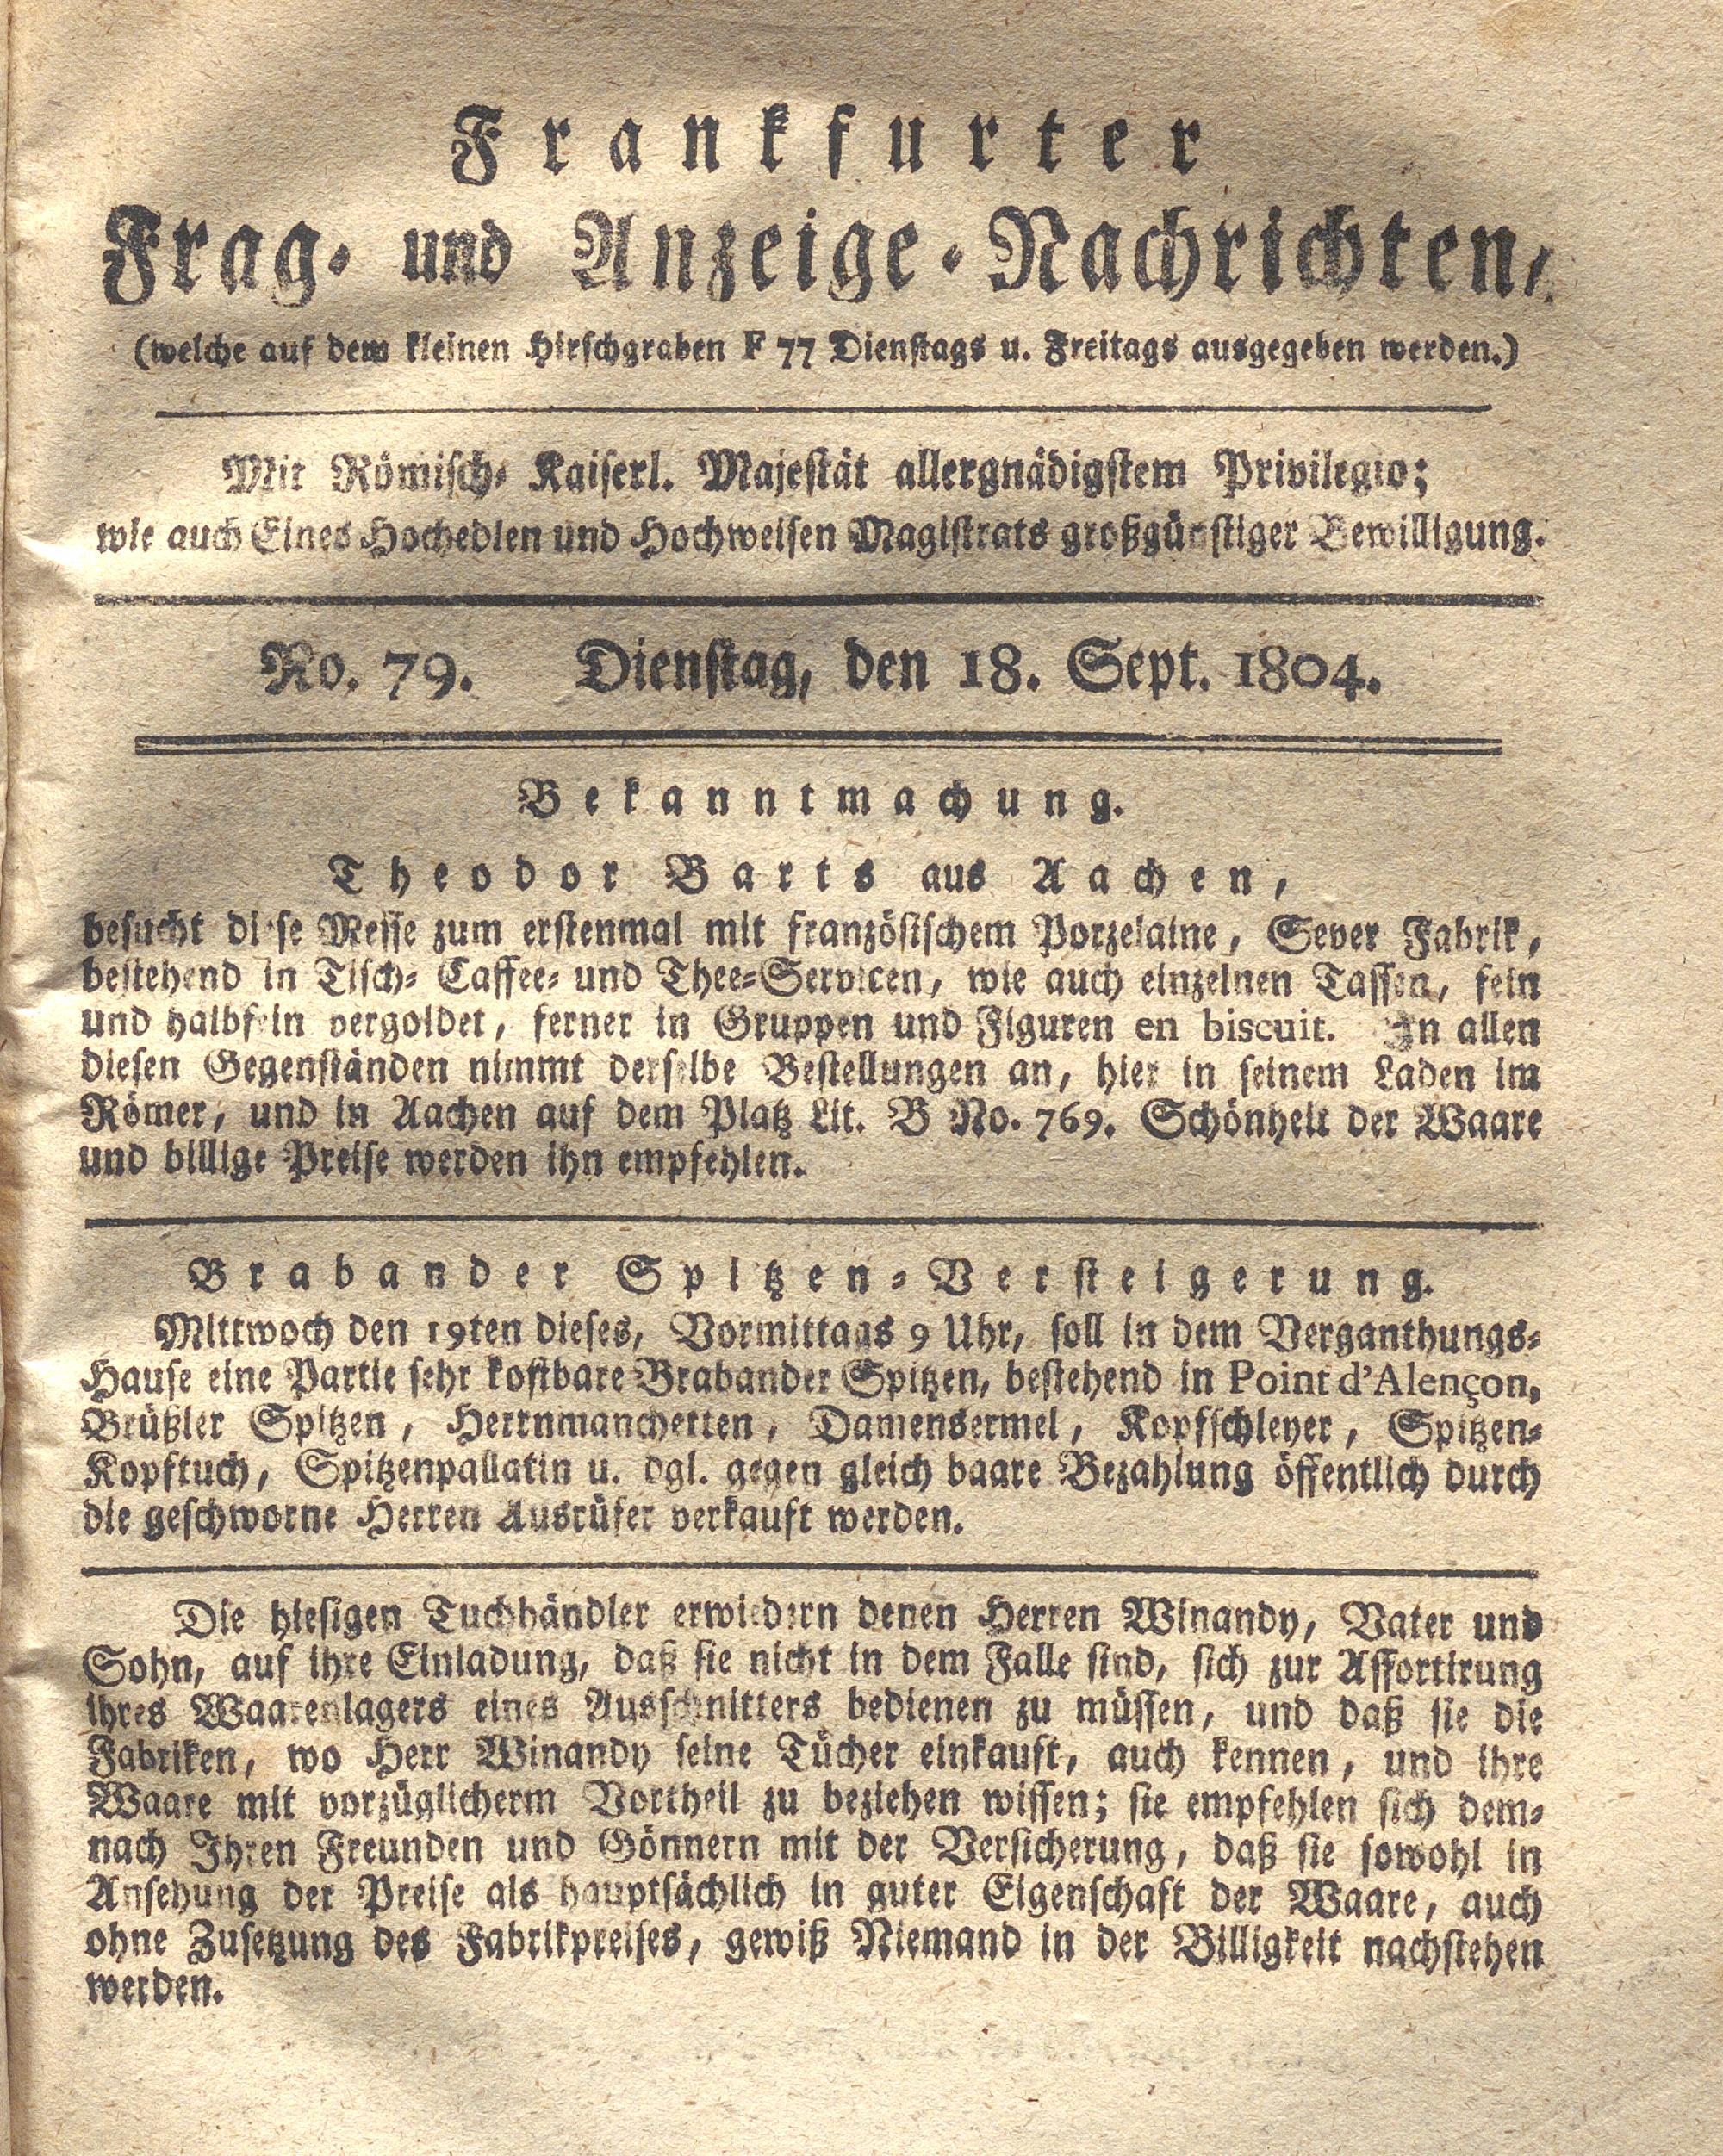 Frankfurter
Frag- und Anzeige-Nachrichten,
(welche auf dem kleinen Hirschgraben F 77 Dienstags u. Freitags ausgegeben werden.)
Mit Römisch- Kaiserl. Majestät allergnädigstem Privilegio;
wie auch Eines Hochedlen und Hochweisen Magistrats großgünstiger Bewilligung.
No. 79. Dienstag, den 18. Sept. 1804.
Bekanntmachung.
Theodor Barts aus Aachen,
besucht diese Messe zum erstenmal mit französischem Porzelaine, Sever Fabrik,
bestehend in Tisch- Caffee- und Thee-Servicen, wie auch einzelnen Tassen, fein
und halbfein vergoldet, ferner in Gruppen und Figuren en biscuit. In allen
diesen Gegenständen nimmt derselbe Bestellungen an, hier in seinem Laden im
Römer, und in Aachen auf dem Platz Lit. B No. 769. Schönheit der Waare
und billige Preise werden ihn empfehlen.
Brabander Spitzen-Versteigerung.
Mittwoch den 19ten dieses, Vormittags 9 Uhr, soll in dem Verganthungs-
Hause eine Partie sehr kostbare Brabander Spitzen, bestehend in Point d'Alençon,
Brüßler Spitzen, Herrnmanchetten, Damensermel, Kopfschleyer, Spitzen-
Kopftuch, Spitzenpallatin u. dgl. gegen gleich baare Bezahlung öffentlich durch
die geschworne Herren Ausrüfer verkauft werden.
Die hiesigen Tuchhändler erwiedern denen Herren Winandy, Vater und
Sohn, auf ihre Einladung, daß sie nicht in dem Falle sind, sich zur Assortirung
ihres Waarenlagers eines Ausschnitters bedienen zu müssen, und daß sie die
Fabriken, wo Herr Winandy seine Tücher einkauft, auch kennen, und ihre
Waare mit vorzüglicherm Vortheil zu beziehen wissen; sie empfehlen sich dem-
nach Ihren Freunden und Gönnern mit der Versicherung, daß sie sowohl in
Ansehung der Preise als hauptsächlich in guter Eigenschaft der Waare, auch
ohne Zusetzung des Fabrikpreises, gewiß Niemand in der Billigkeit nachstehen
werden.